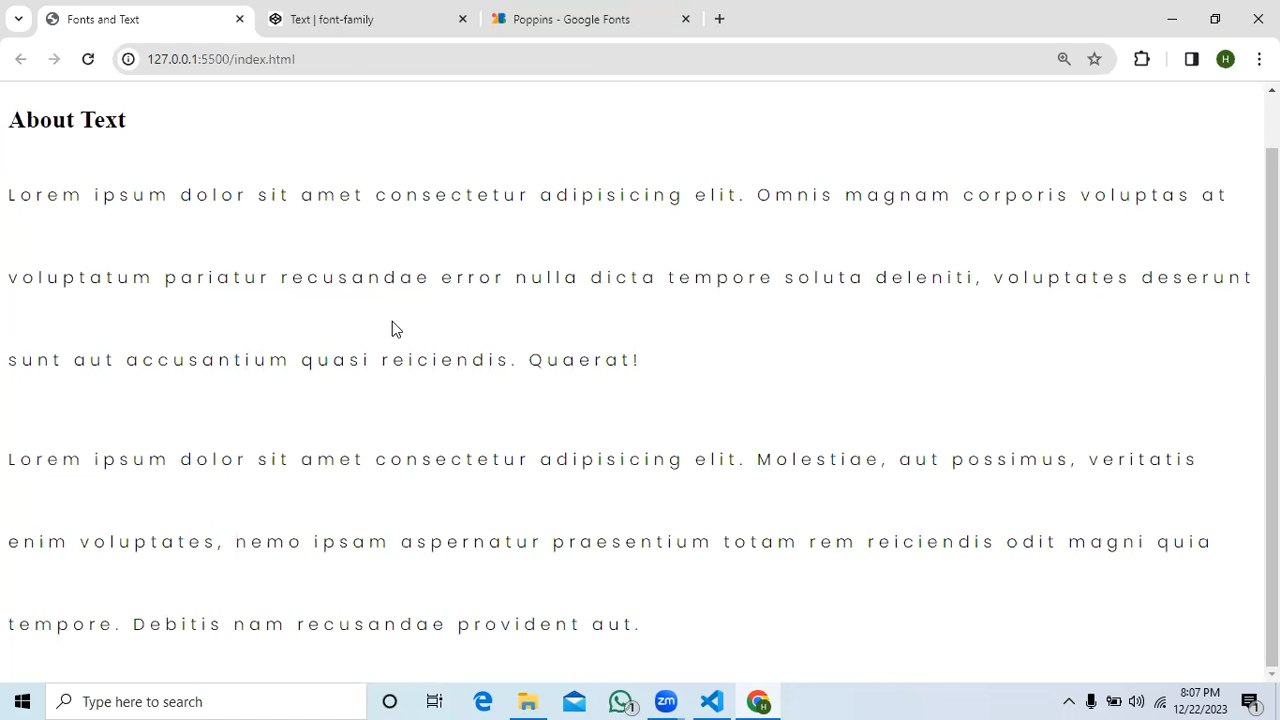 Fonts and Text
Text | font-family
Poppins - Google Fonts
127.0.0.1:5500/index.html
H
About Text
Lorem ipsum dolor sit amet consectetur adipisicing elit. Omnis magnam corporis voluptas at
voluptatum pariatur recusandae error nulla dicta tempore soluta deleniti, voluptates deserunt
sunt aut accusantium quasi reiciendis. Quaerat!
Lorem ipsum dolor sit amet consectetur adipisicing elit. Molestiae, aut possimus, veritatis
enim voluptates, nemo ipsam aspernatur praesentium totam rem reiciendis odit magni quia
tempore. Debitis nam recusandae provident aut.
Type here to search
1
zm
H
8:07 PM
12/22/2023
1